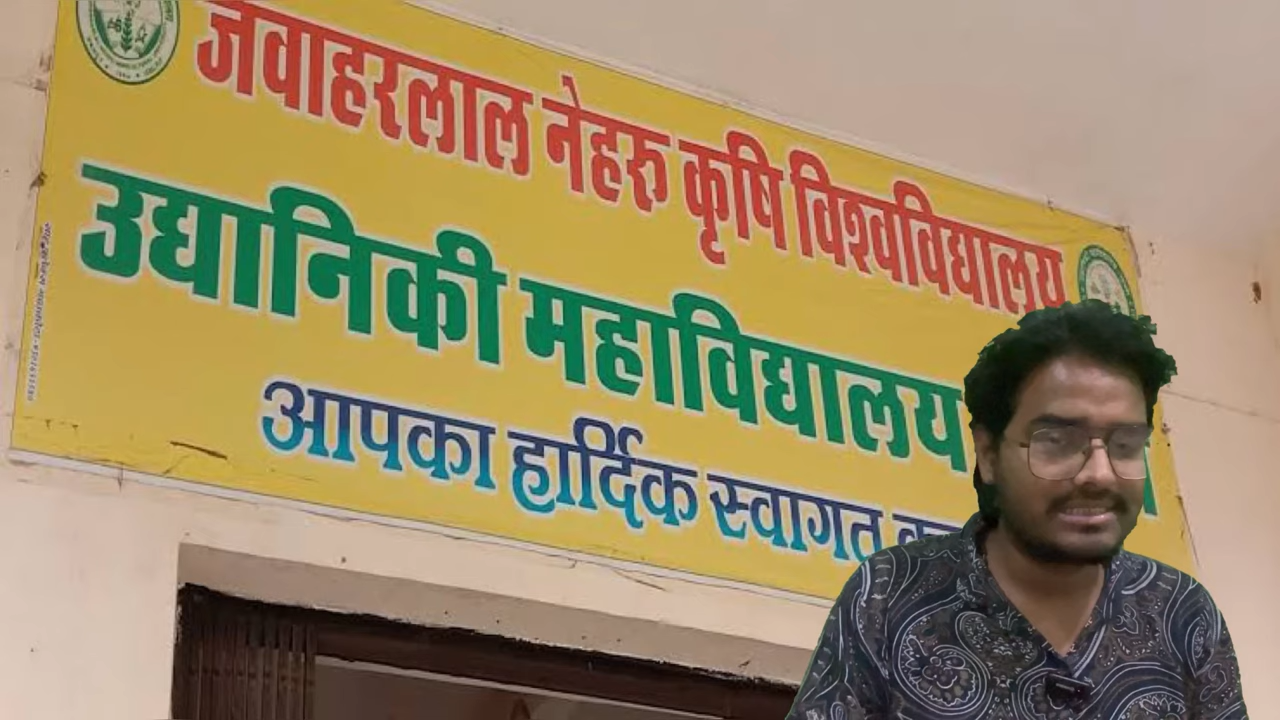 जवाहरलाल नेहरू कृषि विश्वविद्यालय
उद्यानिकी महाविद्यालय
आपका हार्दिक स्वागत